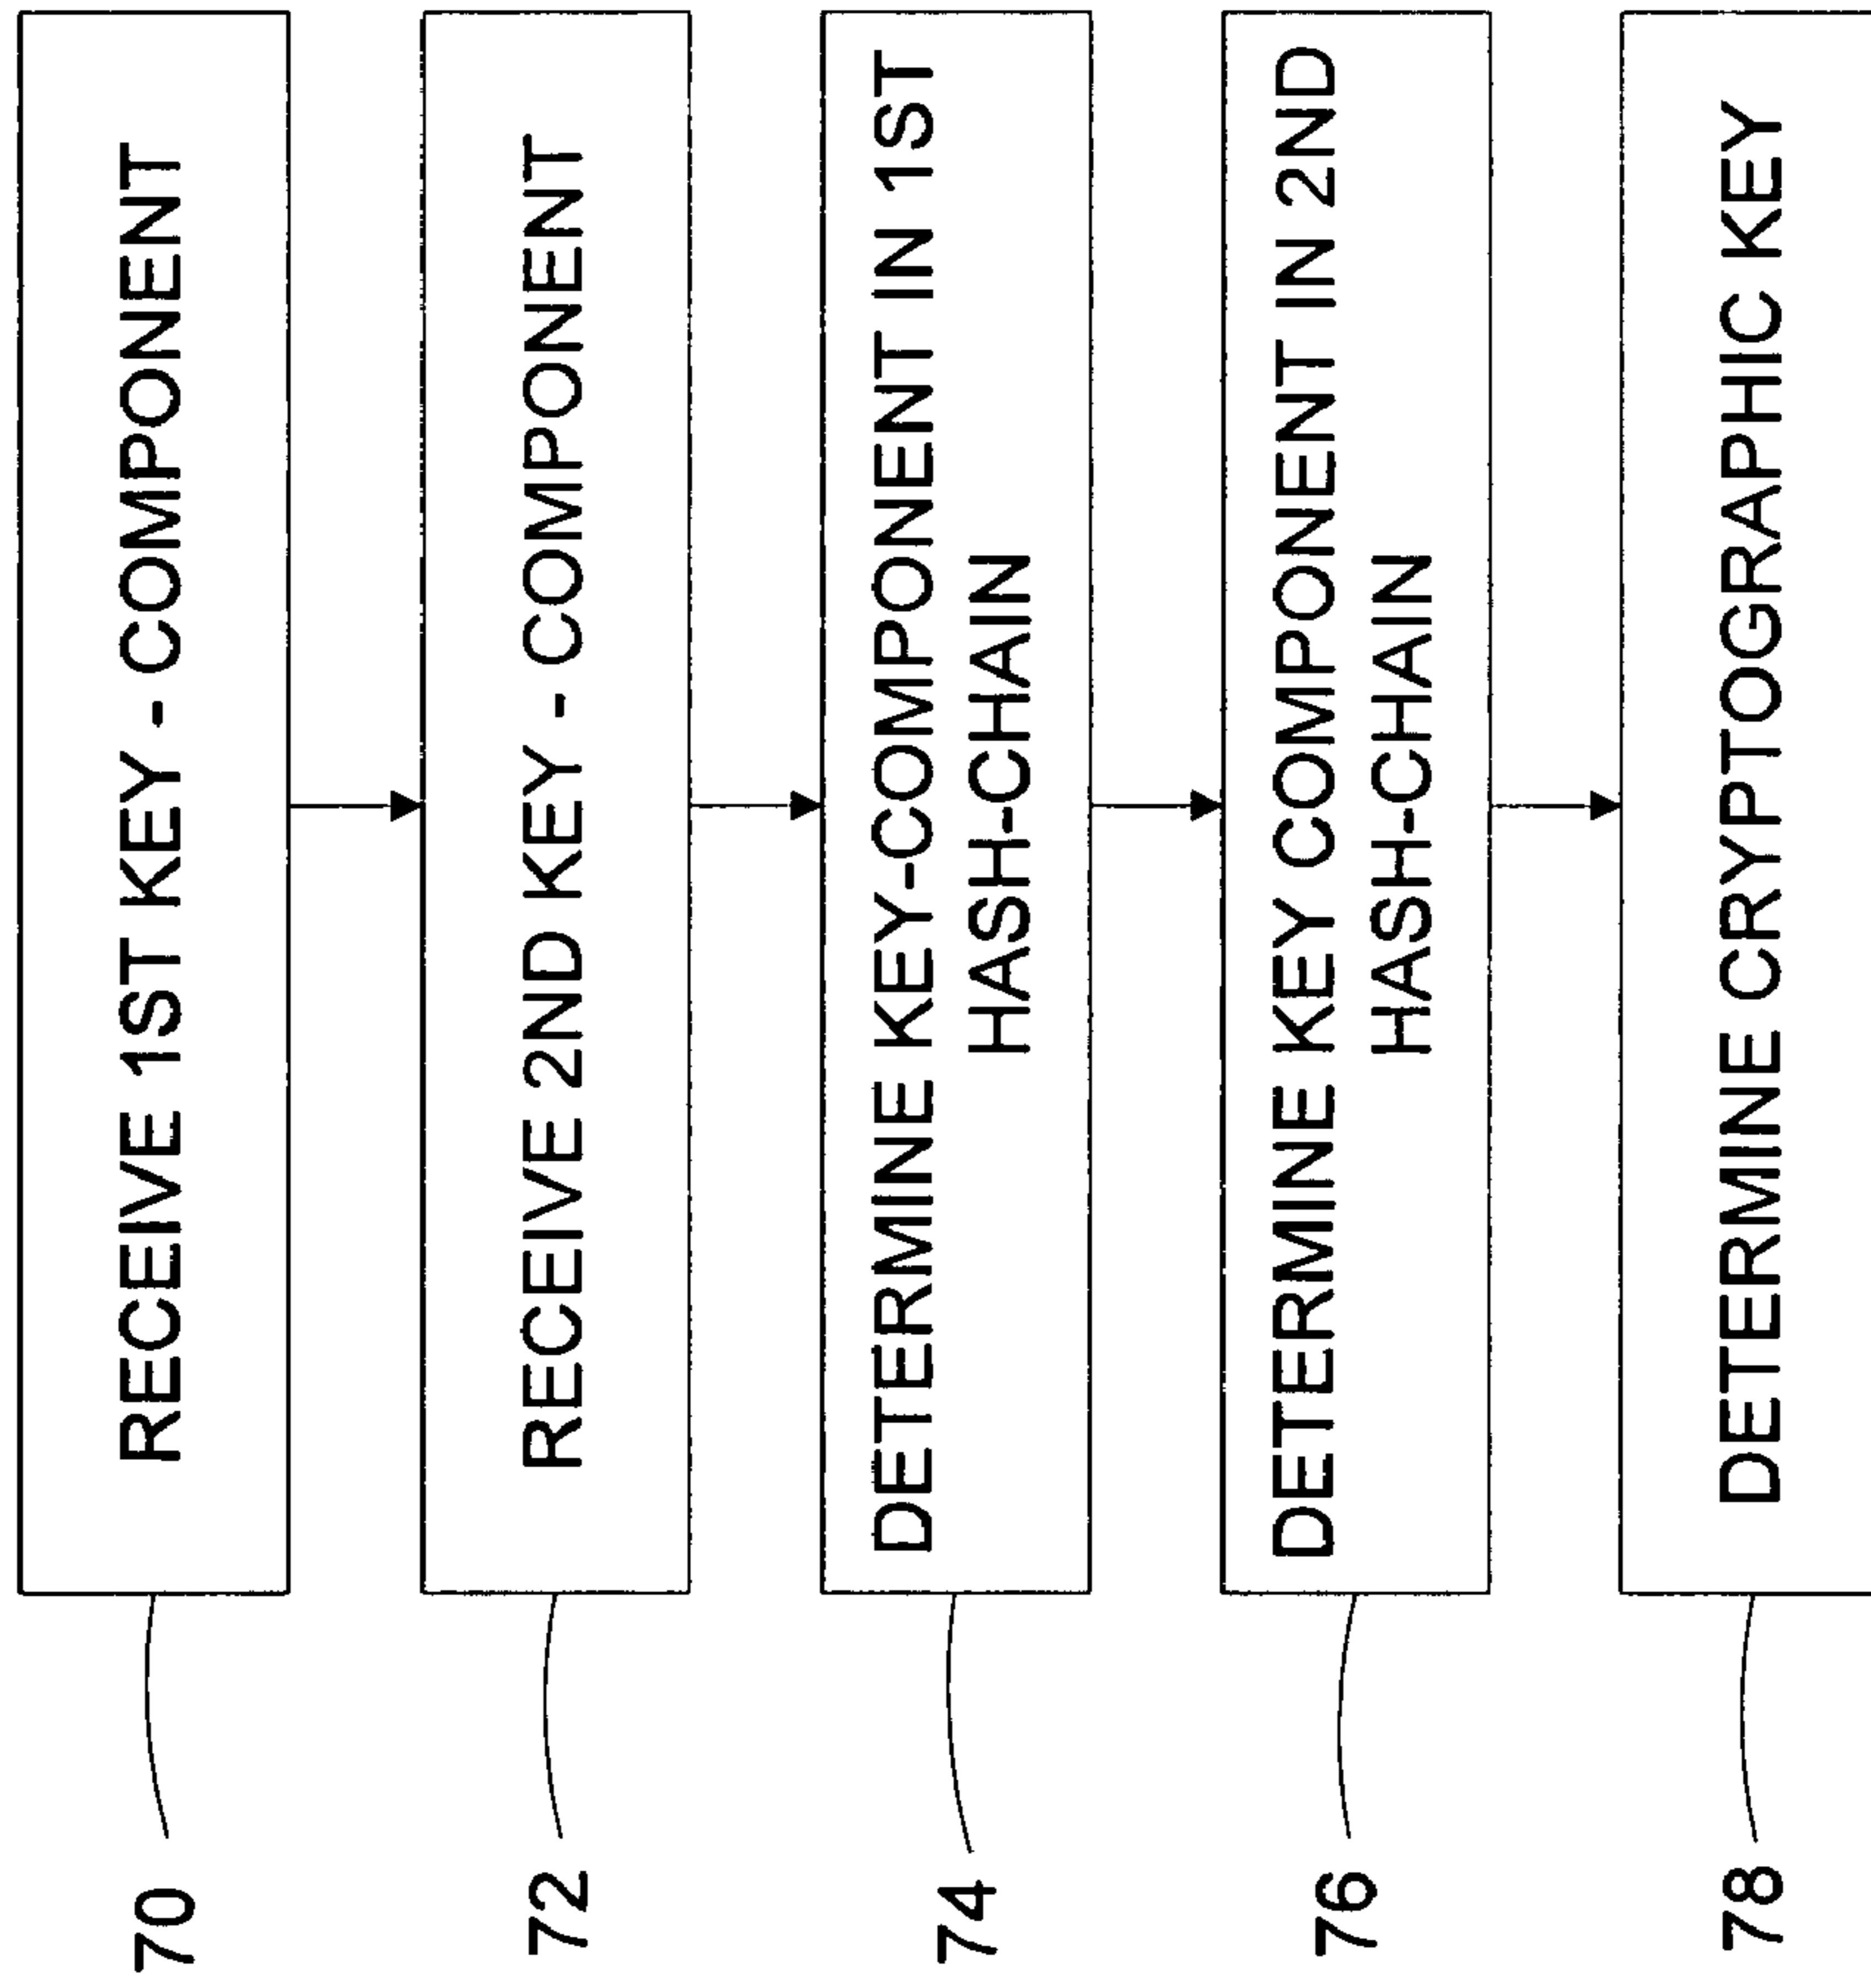 70
RECEIVE 1ST KEY - COMPONENT
72
RECEIVE 2ND KEY - COMPONENT
74
DETERMINE KEY-COMPONENT IN 1ST
HASH-CHAIN
76
DETERMINE KEY COMPONENT IN 2ND
HASH-CHAIN
78
DETERMINE CRYPTOGRAPHIC KEY